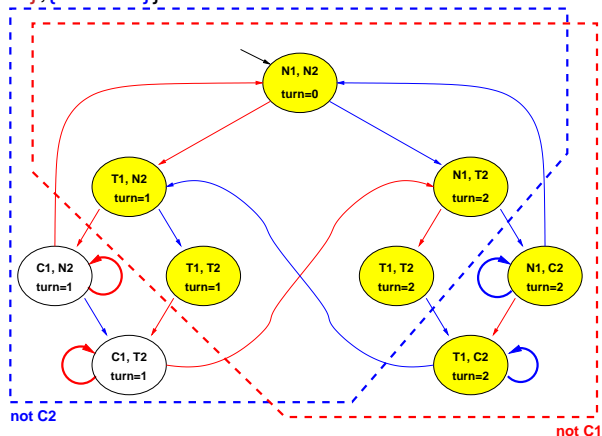 N1, N2
turn=0
T1, N2
turn=1
N1, T2
turn=2
C1, N2
turn=1
T1, T2
turn=1
T1, T2
turn=2
N1, C2
turn=2
C1, T2
turn=1
T1, C2
turn=2
not C2
not C1